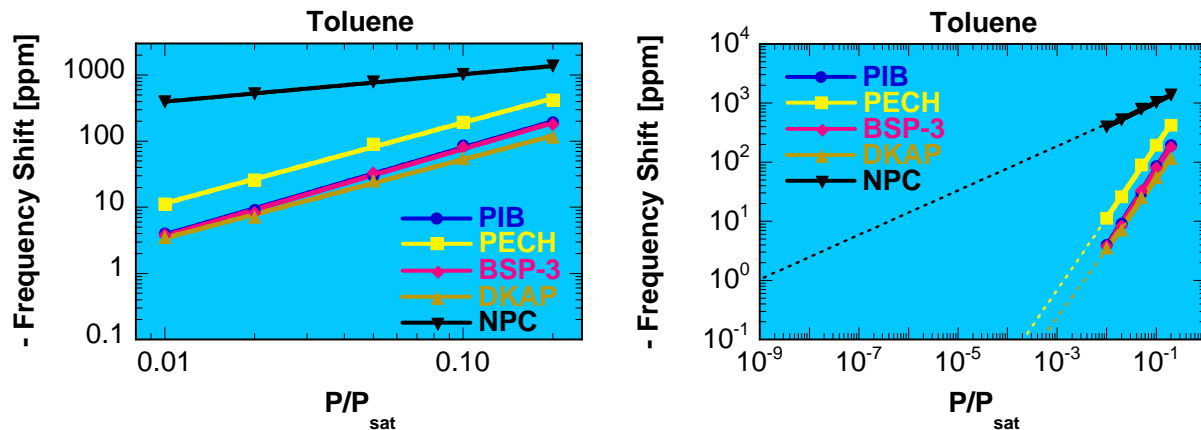 Toluene
- Frequency Shift [ppm]
1000
100
10
1
0.1
PIB
PECH
BSP-3
DKAP
NPC
0.01
0.10
P/Psat
Toluene
- Frequency Shift [ppm]
10^4
10^3
10^2
10^1
10^0
10^-1
PIB
PECH
BSP-3
DKAP
NPC
10^-9
10^-7
10^-5
10^-3
10^-1
P/Psat